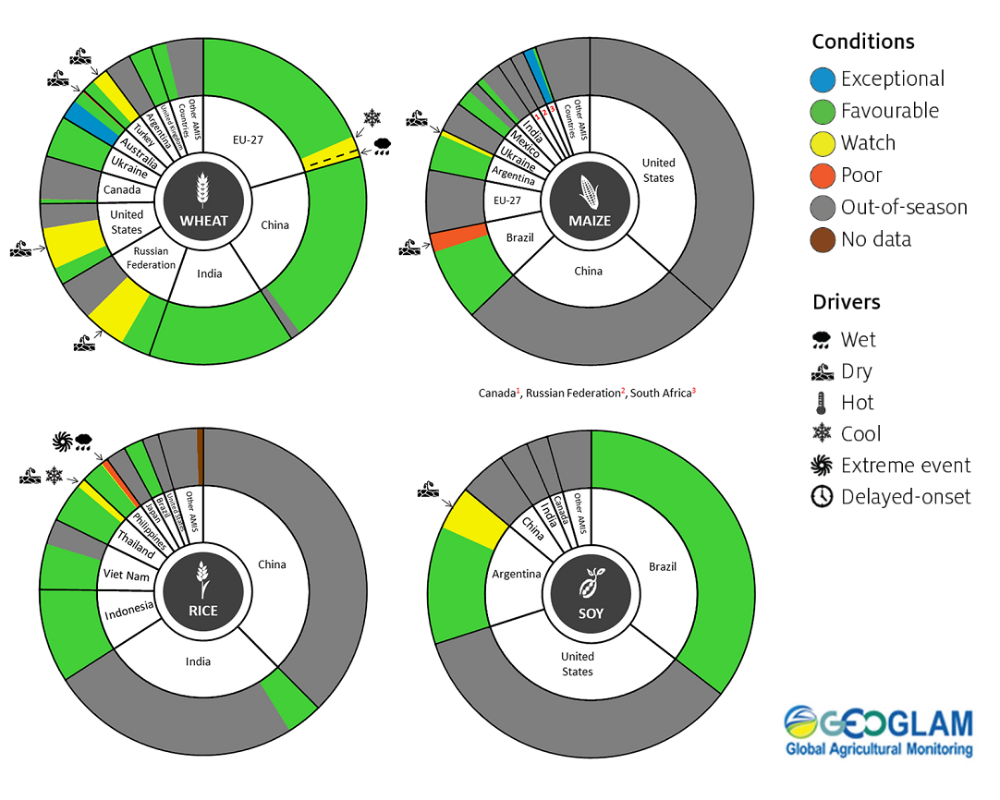 EU-27
China
India
Russian
Federation
United
States
Canada
Ukraine
Australia
Turkey
Argentina
United Kingdom
Other AMIS
Countries
WHEAT
United
States
China
Brazil
EU-27
Argentina
Ukraine
Mexico
India
1
2
3
Other AMIS
Countries
MAIZE
Canada1, Russian Federation2, South Africa3
China
India
Indonesia
Viet Nam
Thailand
Philippines
Japan
Brazil
United States
Other AMIS
RICE
Brazil
United
States
Argentina
China
India
Canada
Other AMIS
SOY
Conditions
Exceptional
Favourable
Watch
Poor
Out-of-season
No data
Drivers
Wet
Dry
Hot
Cool
Extreme event
Delayed-onset
GEOGLAM
Global Agricultural Monitoring